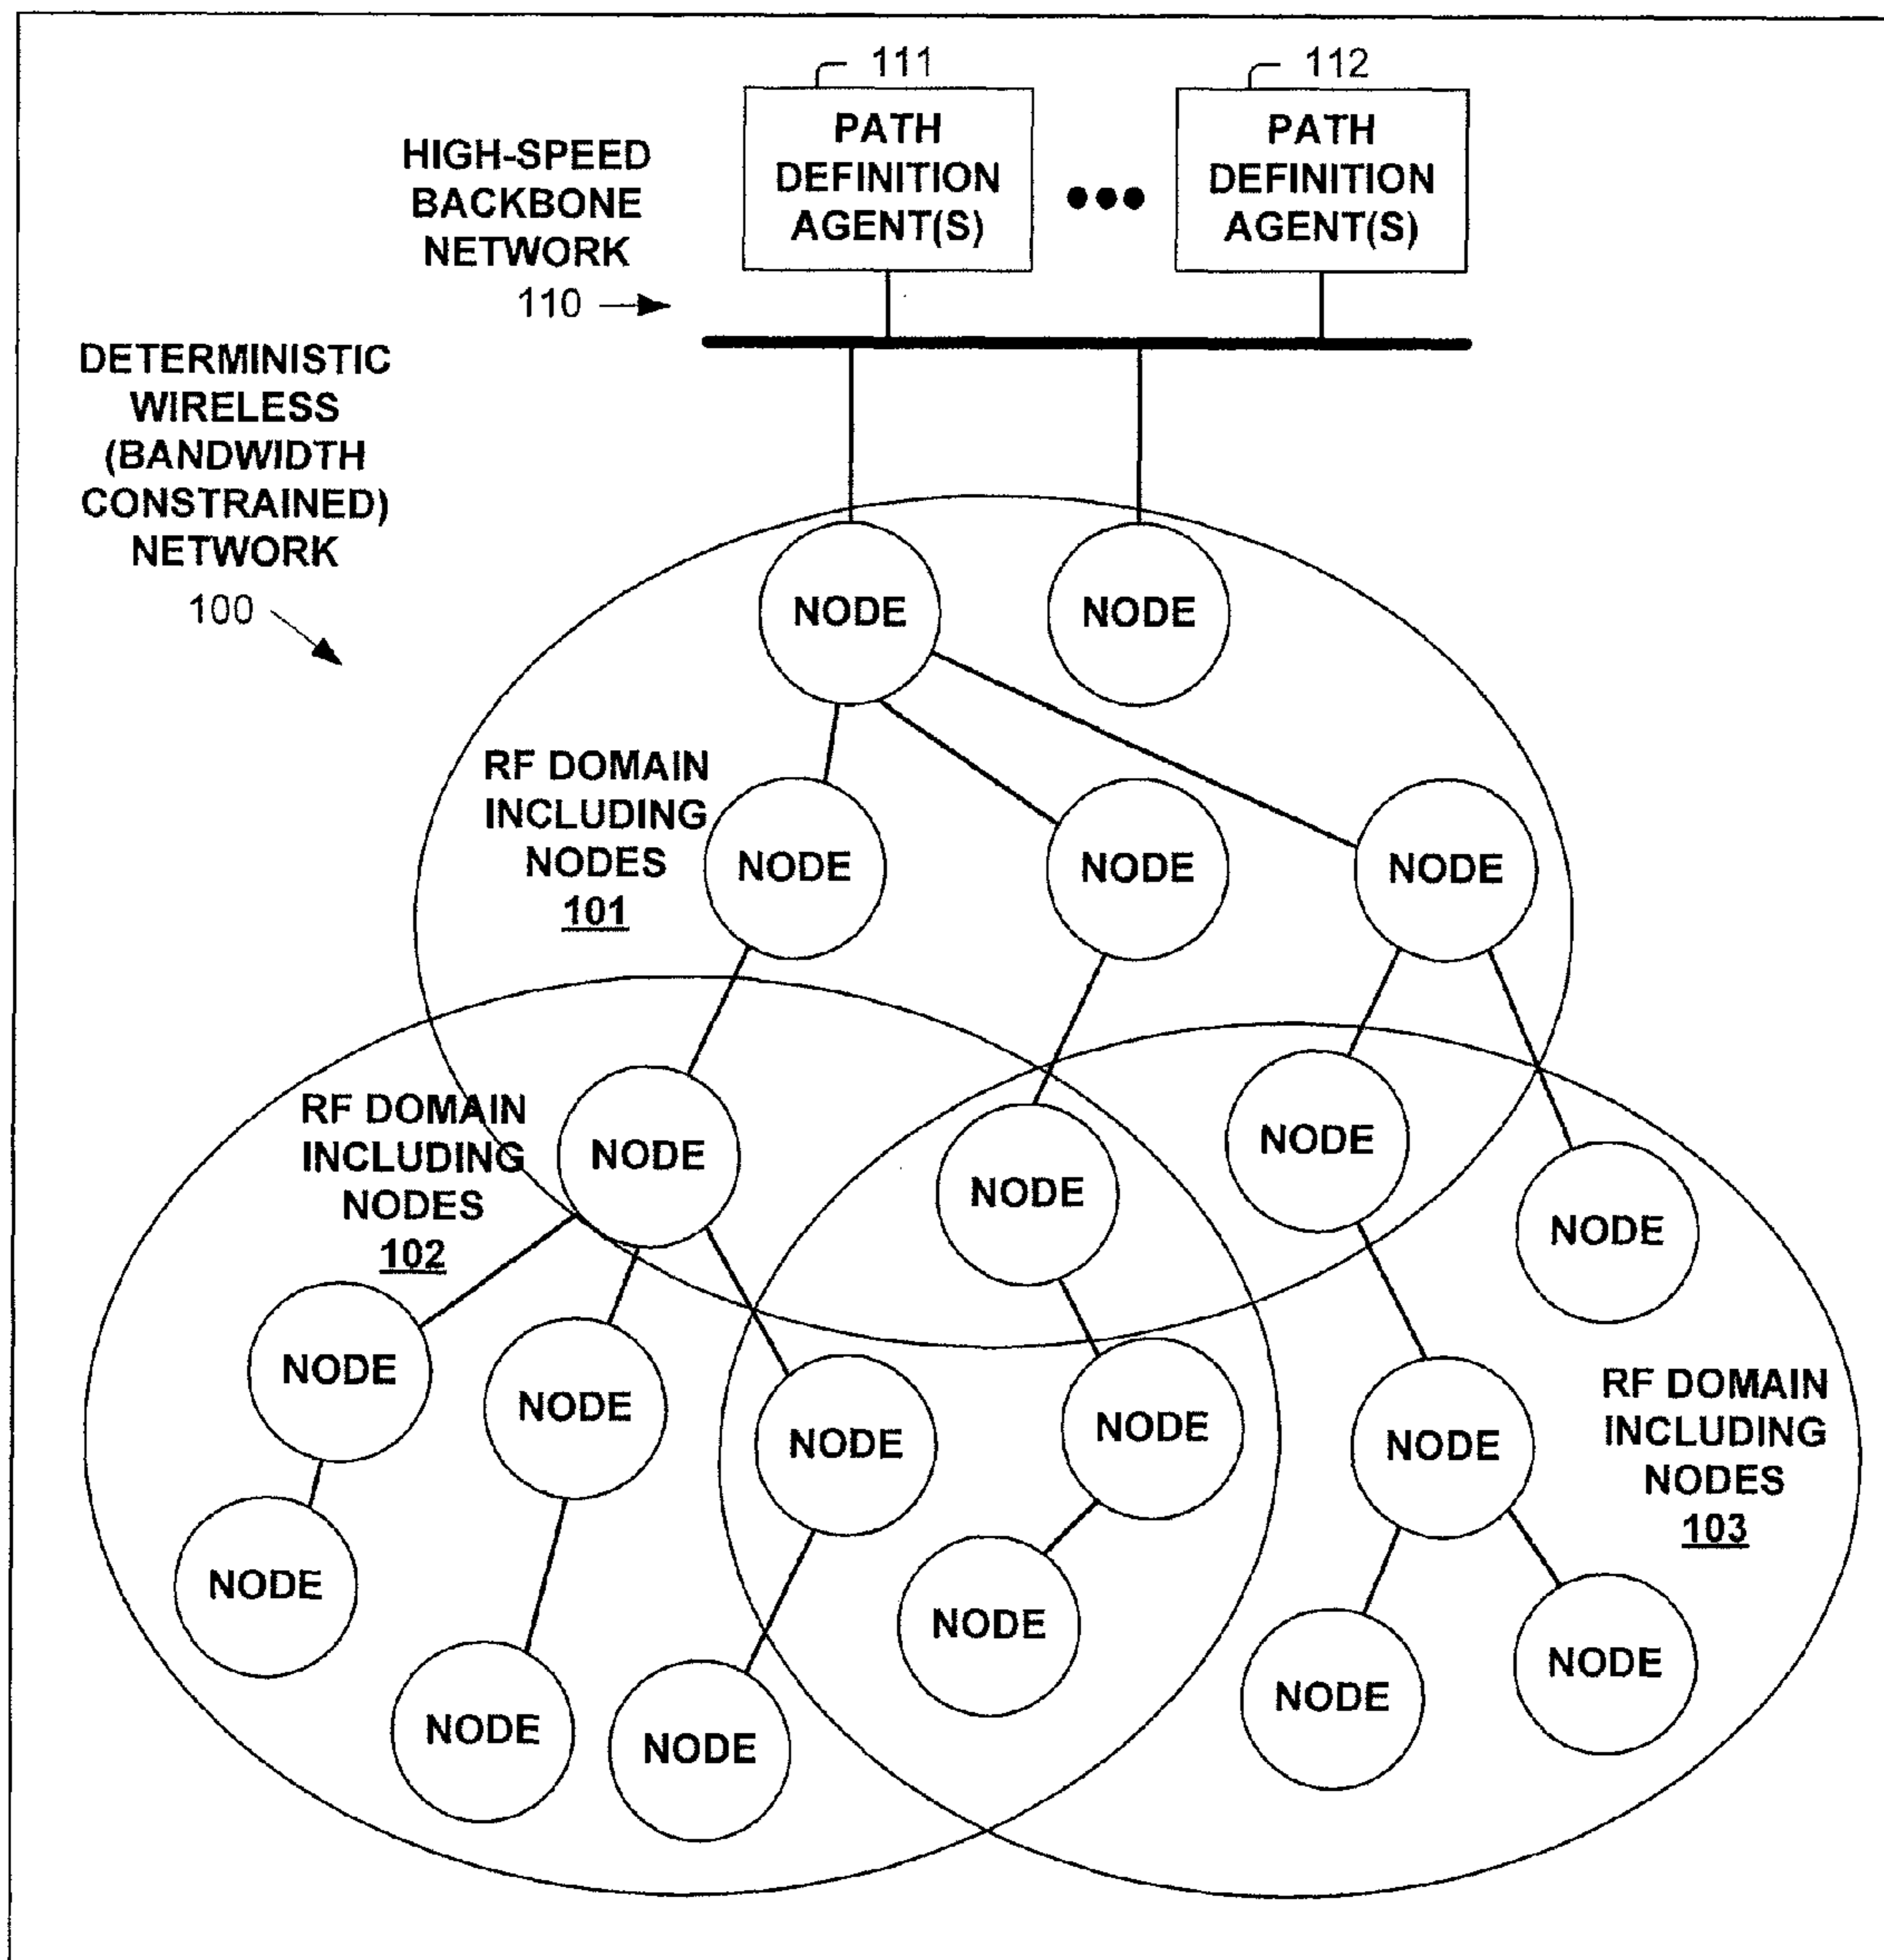 111
112
PATH
DEFINITION
AGENT(S)
PATH
DEFINITION
AGENT(S)
HIGH-SPEED
BACKBONE
NETWORK
110
DETERMINISTIC
WIRELESS
(BANDWIDTH
CONSTRAINED)
NETWORK
100
NODE
NODE
RF DOMAIN
INCLUDING
NODES
101
NODE
NODE
NODE
RF DOMAIN
INCLUDING
NODES
102
NODE
NODE
NODE
NODE
NODE
NODE
NODE
NODE
NODE
RF DOMAIN
INCLUDING
NODES
103
NODE
NODE
NODE
NODE
NODE
NODE